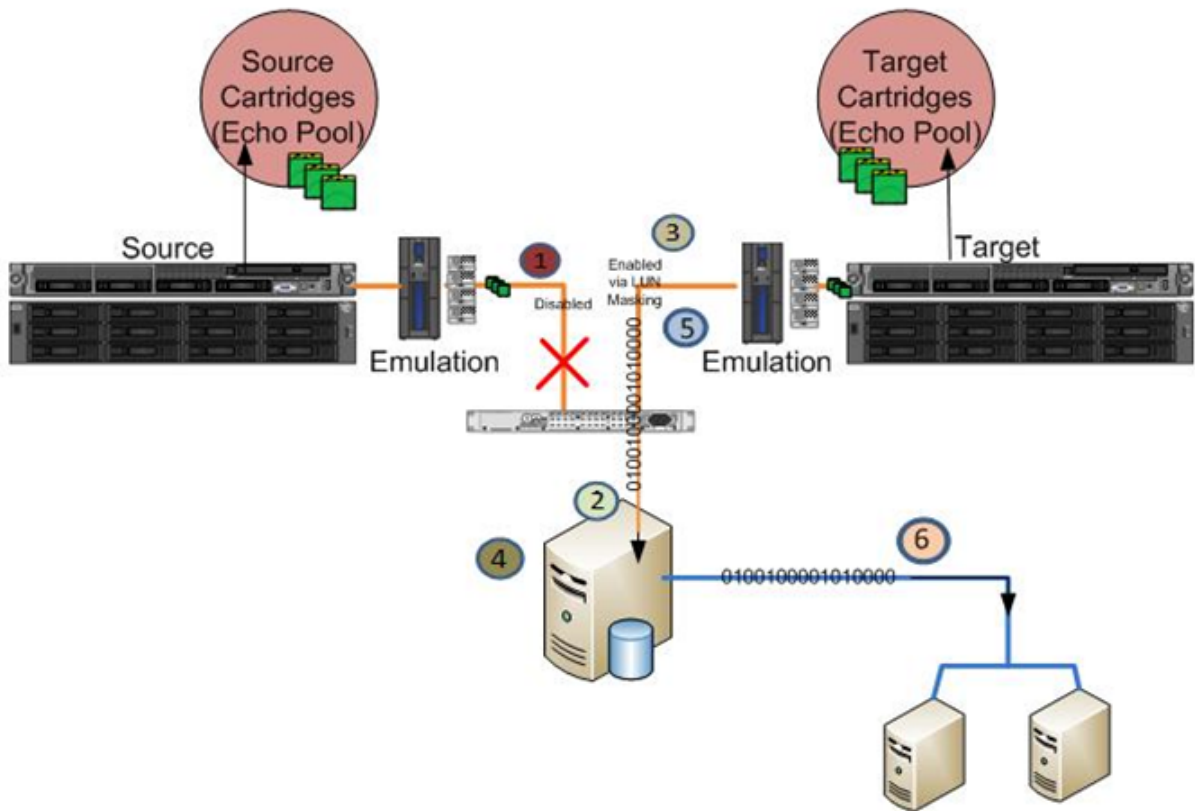 Source
Cartridges
(Echo Pool)
Target
Cartridges
(Echo Pool)
Source
Target
1
Disabled
3
Enabled
via LUN
Masking
5
Emulation
Emulation
0100100001010000
2
4
6
0100100001010000